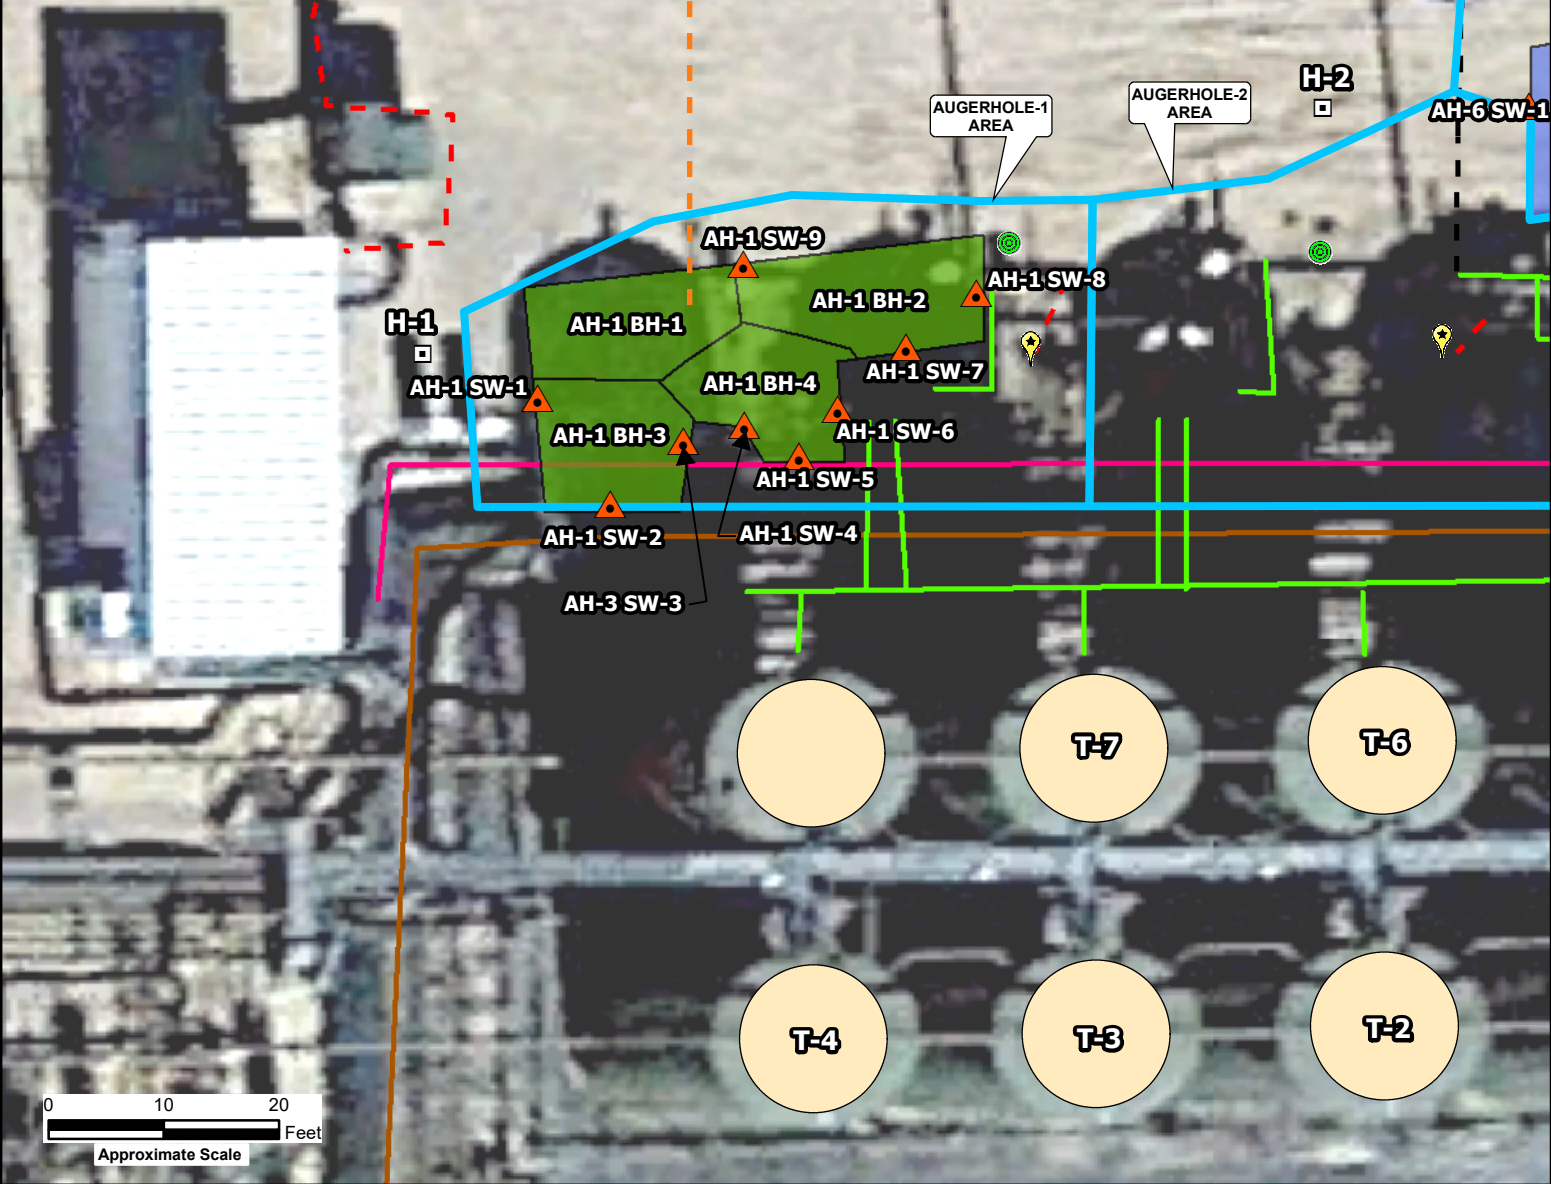 H-2
AUGERHOLE-1
AREA
AUGERHOLE-2
AREA
AH-6 SW-1
AH-1 SW-9
AH-1 SW-8
AH-1 BH-2
H-1
AH-1 BH-1
AH-1 SW-7
AH-1 SW-1
AH-1 BH-4
AH-1 BH-3
AH-1 SW-6
AH-1 SW-5
AH-1 SW-2
AH-1 SW-4
AH-3 SW-3
T-7
T-6
T-4
T-3
T-2
0 10 20
Feet
Approximate Scale